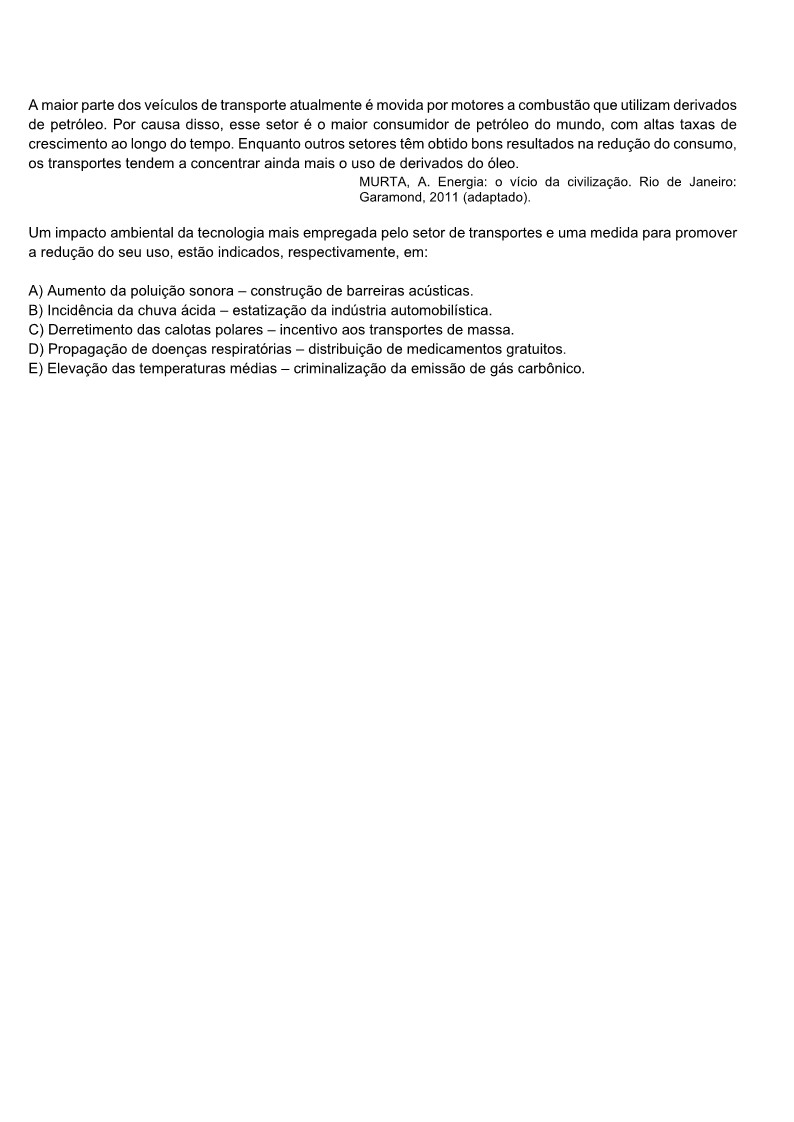 A maior parte dos veículos de transporte atualmente é movida por motores a combustão que utilizam derivados
de petróleo. Por causa disso, esse setor é o maior consumidor de petróleo do mundo, com altas taxas de
crescimento ao longo do tempo. Enquanto outros setores têm obtido bons resultados na redução do consumo,
os transportes tendem a concentrar ainda mais o uso de derivados do óleo.
MURTA, A. Energia: o vício da civilização. Rio de Janeiro:
Garamond, 2011 (adaptado).
Um impacto ambiental da tecnologia mais empregada pelo setor de transportes e uma medida para promover
a redução do seu uso, estão indicados, respectivamente, em:
A) Aumento da poluição sonora – construção de barreiras acústicas.
B) Incidência da chuva ácida – estatização da indústria automobilística.
C) Derretimento das calotas polares – incentivo aos transportes de massa.
D) Propagação de doenças respiratórias – distribuição de medicamentos gratuitos.
E) Elevação das temperaturas médias – criminalização da emissão de gás carbônico.